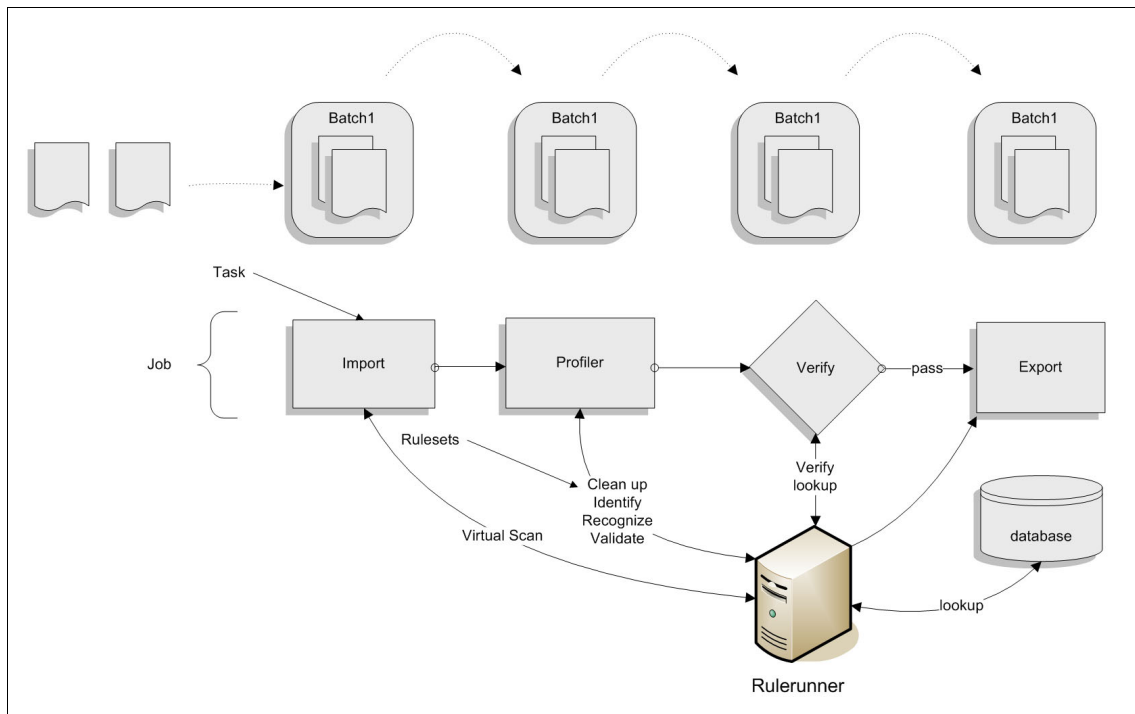 Batch1
Batch1
Batch1
Batch1
Task
Job
Import
Profiler
Verify
pass
Export
Rulesets
Clean up
Identify
Recognize
Validate
Verify
lookup
Virtual Scan
database
lookup
Rulerunner